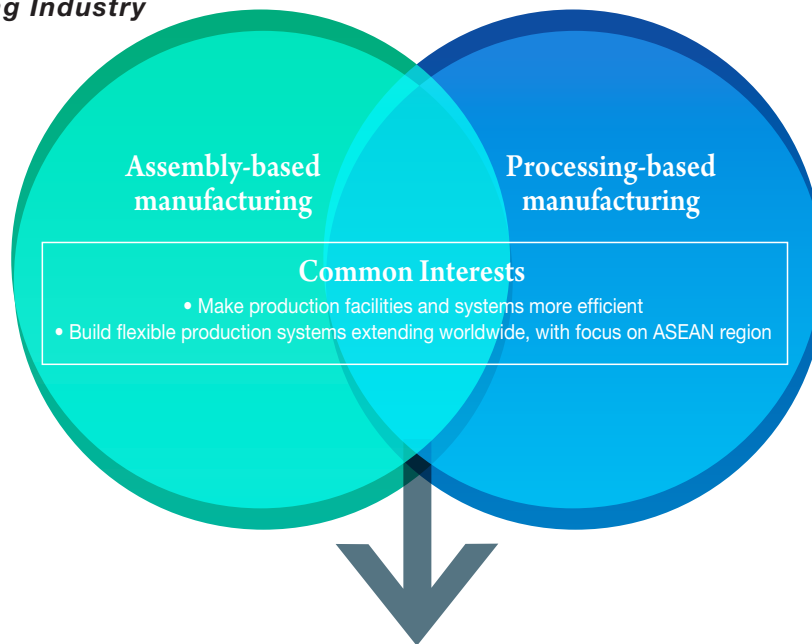 ng Industry
Assembly-based
manufacturing
Processing-based
manufacturing
Common Interests
• Make production facilities and systems more efficient
• Build flexible production systems extending worldwide, with focus on ASEAN region